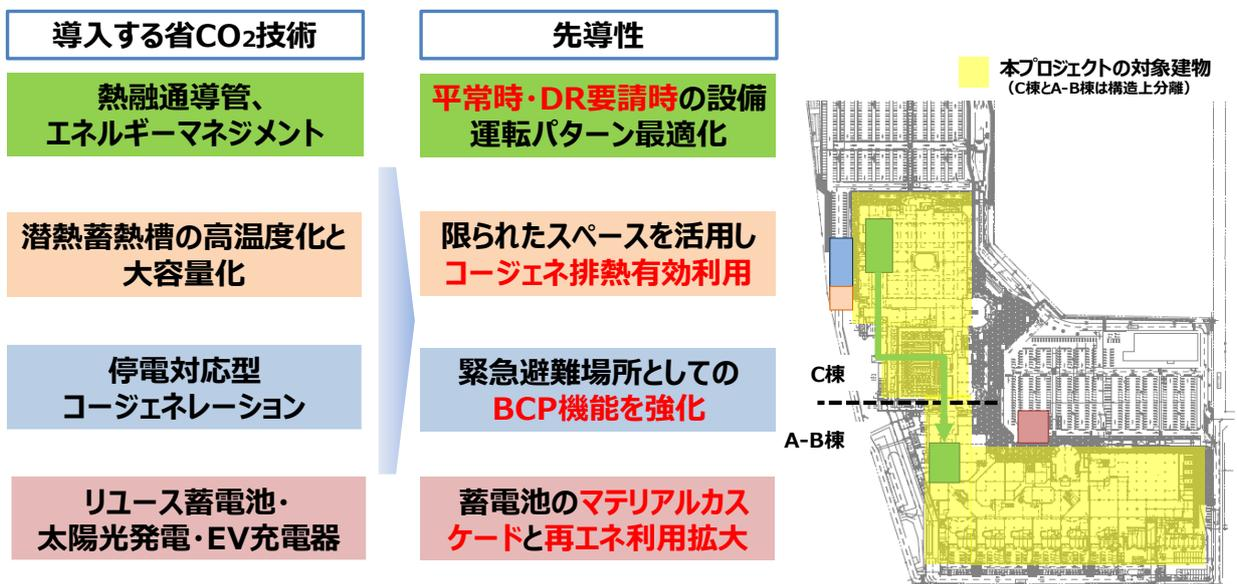 導入する省CO2技術
先導性
熱融通導管、
エネルギーマネジメント
平常時・DR要請時の設備
運転パターン最適化
潜熱蓄熱槽の高温度化と
大容量化
限られたスペースを活用し
コージェネ排熱有効利用
停電対応型
コージェネレーション
緊急避難場所としての
BCP機能を強化
リユース蓄電池・
太陽光発電・EV充電器
蓄電池のマテリアルカス
ケードと再エネ利用拡大
本プロジェクトの対象建物
（C棟とA-B棟は構造上分離）
C棟
A-B棟